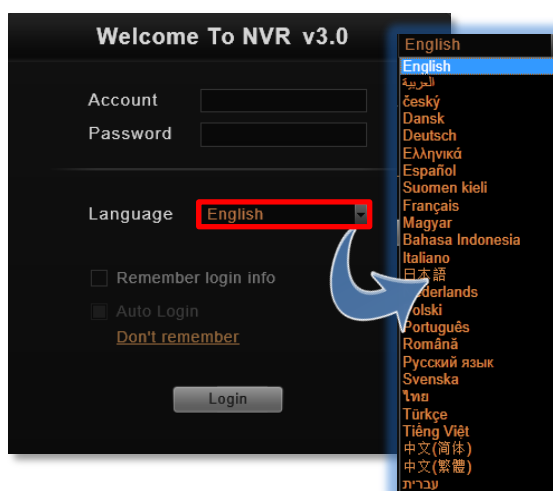 Welcome To NVR v3.0
Account
Password
Language English
Remember login info
Auto Login
Don't remember
Login
English
English
العربية
český
Dansk
Deutsch
Ελληνικά
Español
Suomen kieli
Français
Magyar
Bahasa Indonesia
Italiano
日本語
Polski
Português
Română
Русский язык
Svenska
ไทย
Türkçe
Tiếng Việt
中文(简体)
中文(繁體)
עברית